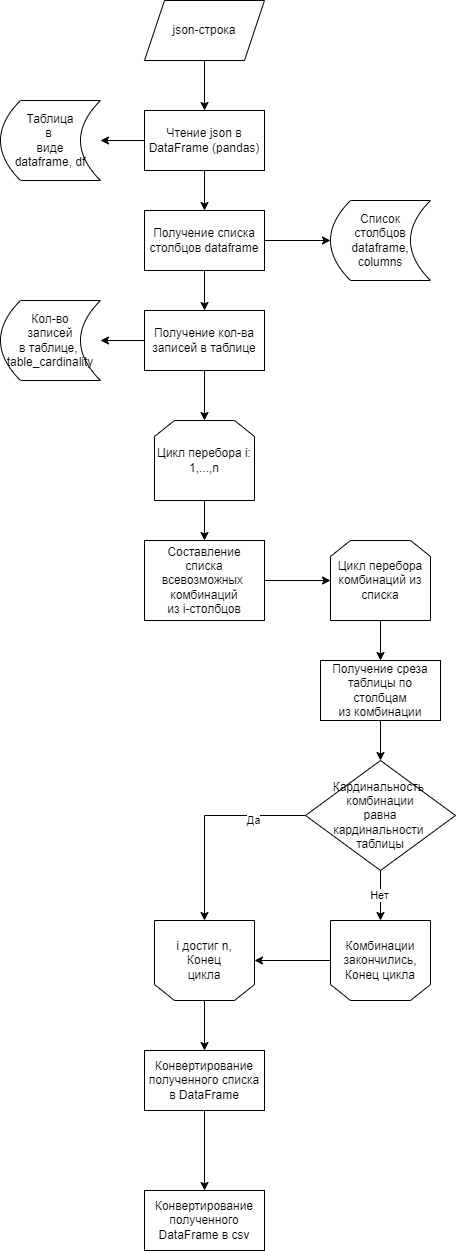 json-строка
Таблица
в
виде
dataframe, df
Чтение json в
DataFrame (pandas)
Получение списка
столбцов dataframe
Список
столбцов
dataframe,
columns
Кол-во
записей
в таблице,
table_cardinality
Получение кол-ва
записей в таблице
Цикл перебора i:
1,...,n
Составление
списка
всевозможных
комбинаций
из i-столбцов
Цикл перебора
комбинаций из
списка
Получение среза
таблицы по
столбцам
из комбинации
Кардинальность
комбинации
равна
кардинальности
таблицы
Да
Нет
i достиг n,
Конец
цикла
Комбинации
закончились,
Конец цикла
Конвертирование
полученного списка
в DataFrame
Конвертирование
полученного
DataFrame в csv